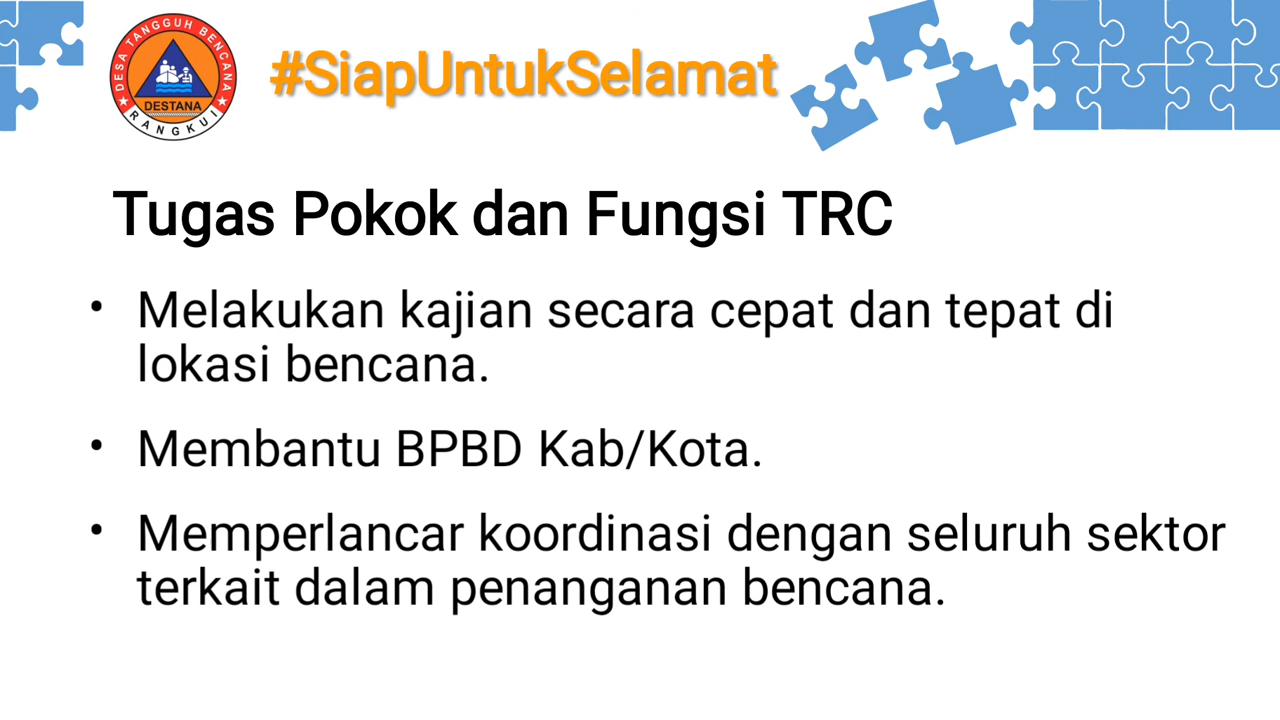 DESA TANGGUH BENCANA
DESTANA
RANGKUI
#SiapUntukSelamat
Tugas Pokok dan Fungsi TRC
• Melakukan kajian secara cepat dan tepat di
lokasi bencana.
• Membantu BPBD Kab/Kota.
• Memperlancar koordinasi dengan seluruh sektor
terkait dalam penanganan bencana.